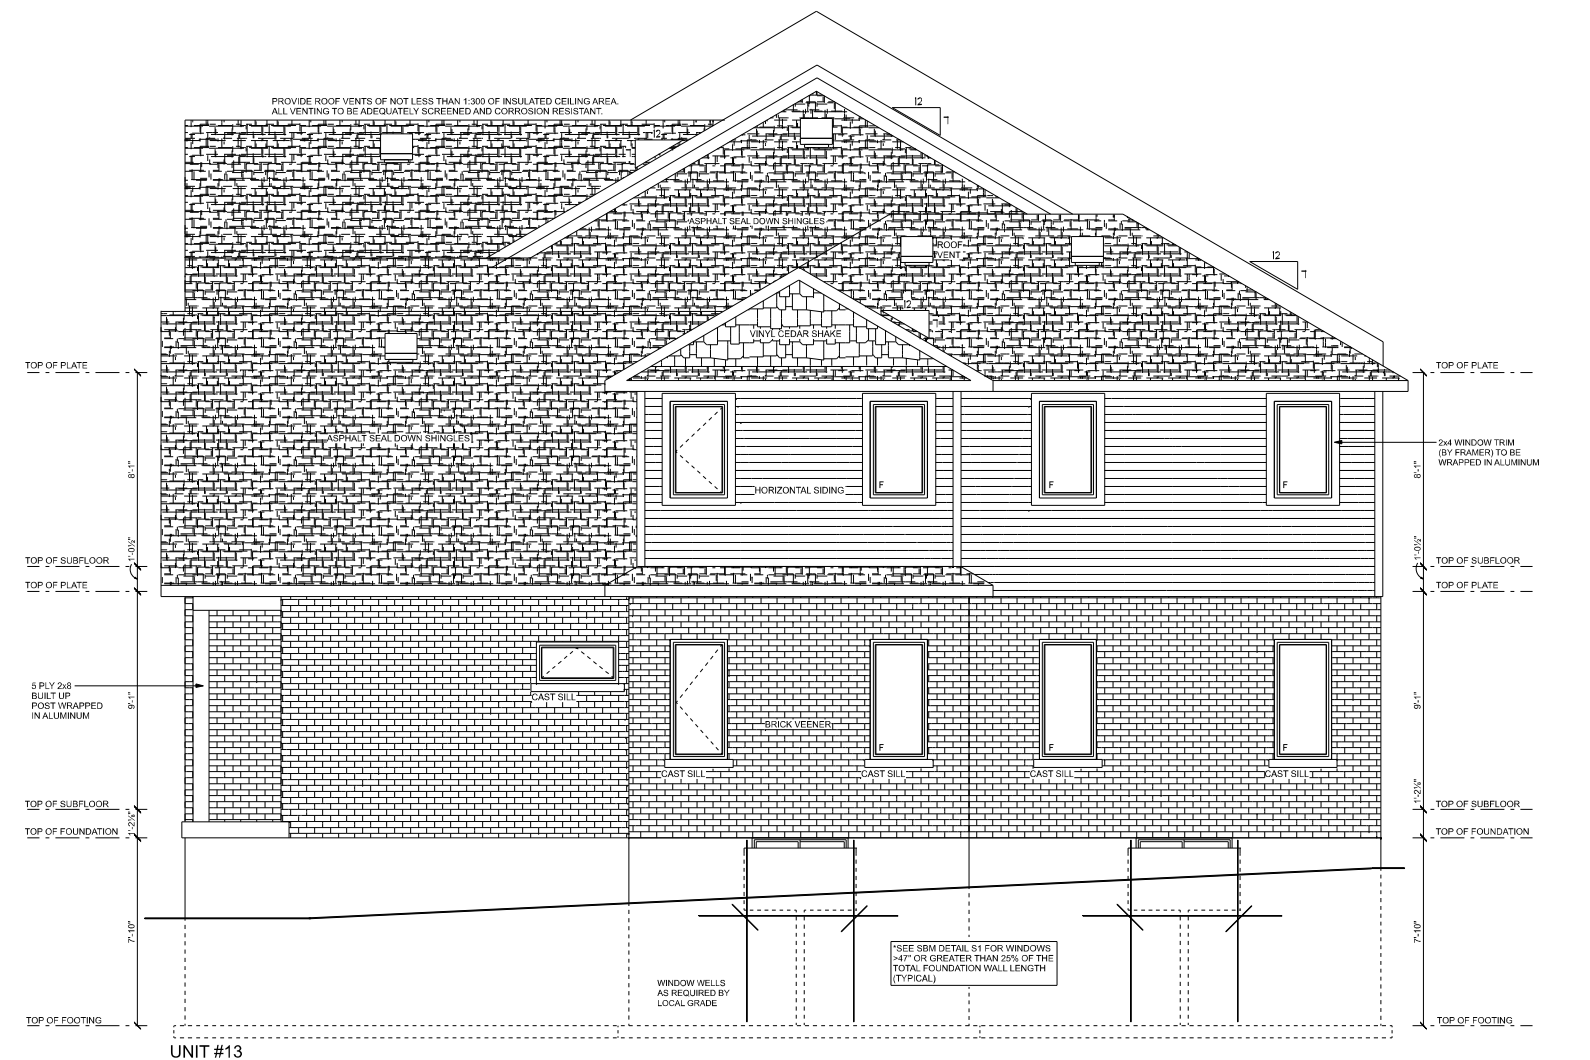 PROVIDE ROOF VENTS OF NOT LESS THAN 1:300 OF INSULATED CEILING AREA.
ALL VENTING TO BE ADEQUATELY SCREENED AND CORROSION RESISTANT.
12
7
12
ASPHALT SEAL DOWN SHINGLES
ROOF
VENT
12
7
12
VINYL CEDAR SHAKE
TOP OF PLATE
TOP OF PLATE
ASPHALT SEAL DOWN SHINGLES
2x4 WINDOW TRIM
(BY FRAMER) TO BE
WRAPPED IN ALUMINUM
8'-1"
8'-1"
HORIZONTAL SIDING
F
F
F
1'-0½"
1'-0½"
TOP OF SUBFLOOR
TOP OF SUBFLOOR
TOP OF PLATE
TOP OF PLATE
5 PLY 2x8
BUILT UP
POST WRAPPED
IN ALUMINUM
9'-1"
9'-1"
CAST SILL
BRICK VEENER
F
F
F
CAST SILL
CAST SILL
CAST SILL
CAST SILL
TOP OF SUBFLOOR
TOP OF SUBFLOOR
TOP OF FOUNDATION
TOP OF FOUNDATION
7'-10"
7'-10"
*SEE SBM DETAIL S1 FOR WINDOWS
>47" OR GREATER THAN 25% OF THE
TOTAL FOUNDATION WALL LENGTH
(TYPICAL)
WINDOW WELLS
AS REQUIRED BY
LOCAL GRADE
TOP OF FOOTING
TOP OF FOOTING
UNIT #13